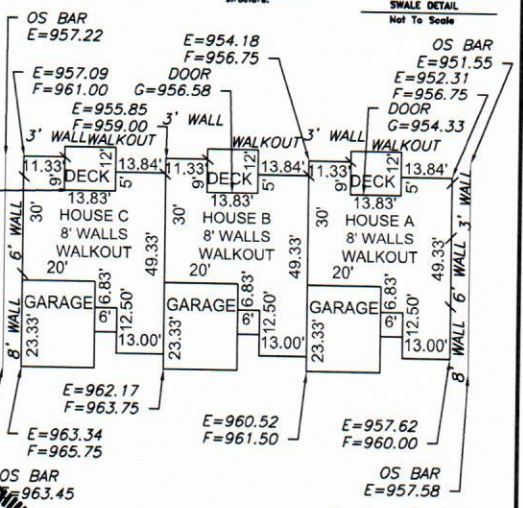 SWALE DETAIL
Not To Scale
OS BAR
E=957.22
E=954.18
F=956.75
OS BAR
E=951.55
E=957.09
F=961.00
DOOR
G=956.58
E=952.31
F=956.75
E=955.85
F=959.00
DOOR
G=954.33
3' WALL
WALKOUT
3' WALL
WALKOUT
3' WALL
WALKOUT
11.33'
9'
DECK
12'
5'
13.84'
11.33'
9'
DECK
12'
5'
13.84'
11.33'
9'
DECK
12'
5'
13.84'
13.83'
13.83'
13.83'
30'
HOUSE C
8' WALLS
WALKOUT
30'
HOUSE B
8' WALLS
WALKOUT
30'
HOUSE A
8' WALLS
WALKOUT
49.33'
49.33'
49.33'
3' WALL
6' WALL
8' WALL
6' WALL
8' WALL
20'
20'
20'
GARAGE
6.83'
6'
12.50'
13.00'
23.33'
GARAGE
6.83'
6'
12.50'
13.00'
23.33'
GARAGE
6.83'
6'
12.50'
13.00'
23.33'
E=962.17
F=963.75
E=960.52
F=961.50
E=957.62
F=960.00
E=963.34
F=965.75
OS BAR
E=963.45
OS BAR
E=957.58